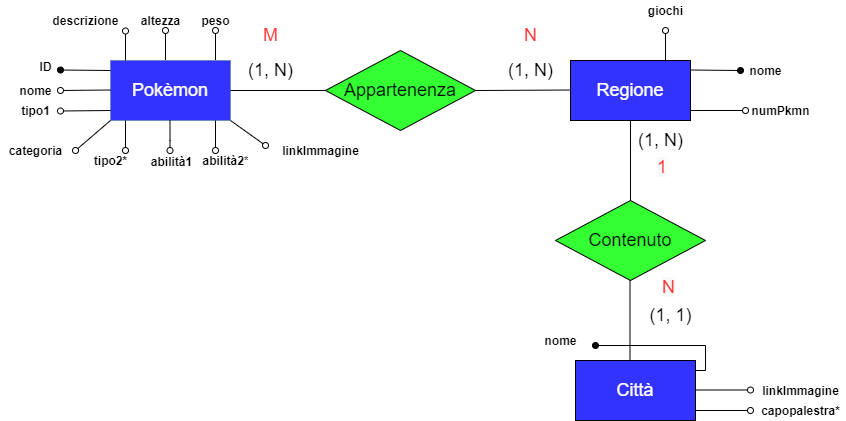 giochi
descrizione altezza peso
M N
ID (1, N) (1, N) nome
nome Pokèmon Appartenenza Regione
tipo1 numPkmn
categoria tipo2* abilità1 abilità2* linkImmagine
(1, N)
1
Contenuto
N
(1, 1)
nome
Città linkImmagine
capopalestra*